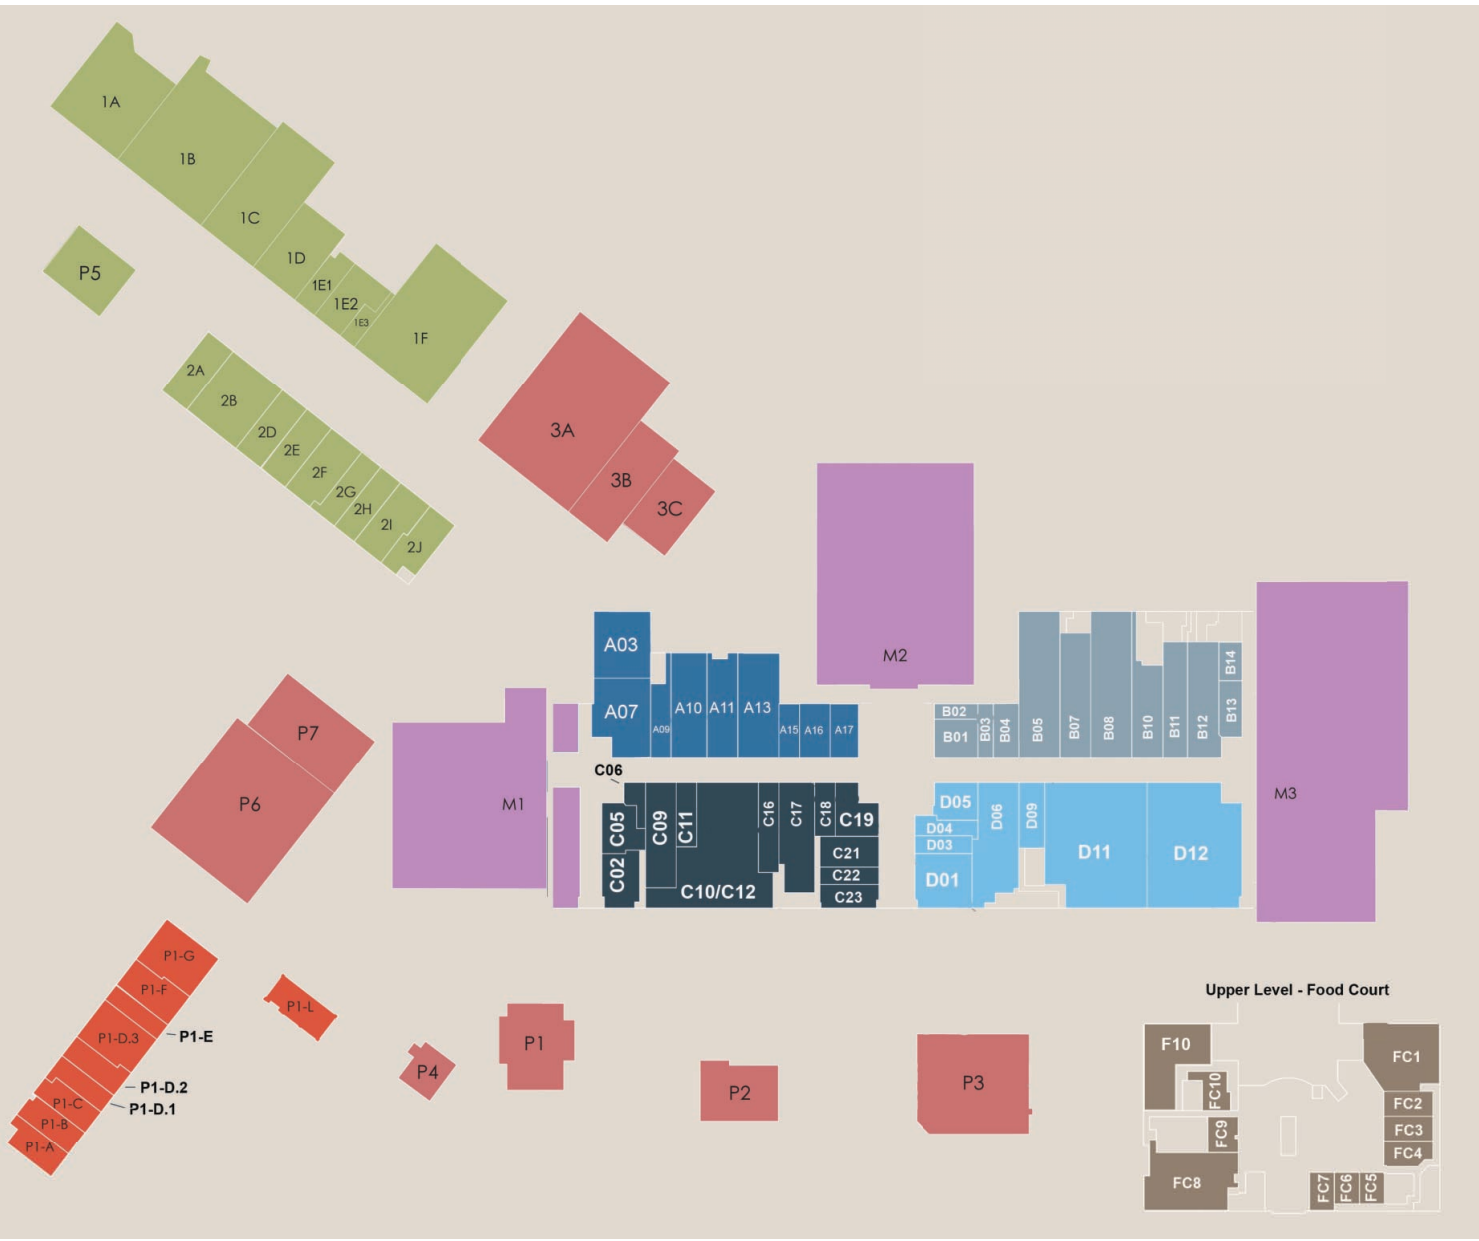 1A
1B
1C
1D
1E1
1E2
1E3
1F
P5
2A
2B
2D
2E
2F
2G
2H
2I
2J
3A
3B
3C
M2
A03
A07
A09
A10
A11
A13
A15
A16
A17
B02
B01
B03
B04
B05
B07
B08
B10
B11
B12
B14
B13
P7
P6
M1
M3
C06
C05
C02
C09
C11
C10/C12
C16
C17
C18
C19
C21
C22
C23
D05
D04
D03
D01
D06
D09
D11
D12
P1-G
P1-F
P1-E
P1-D.3
P1-D.2
P1-D.1
P1-C
P1-B
P1-A
P1-L
P4
P1
P2
P3
Upper Level - Food Court
F10
FC10
FC9
FC8
FC1
FC2
FC3
FC4
FC7
FC6
FC5